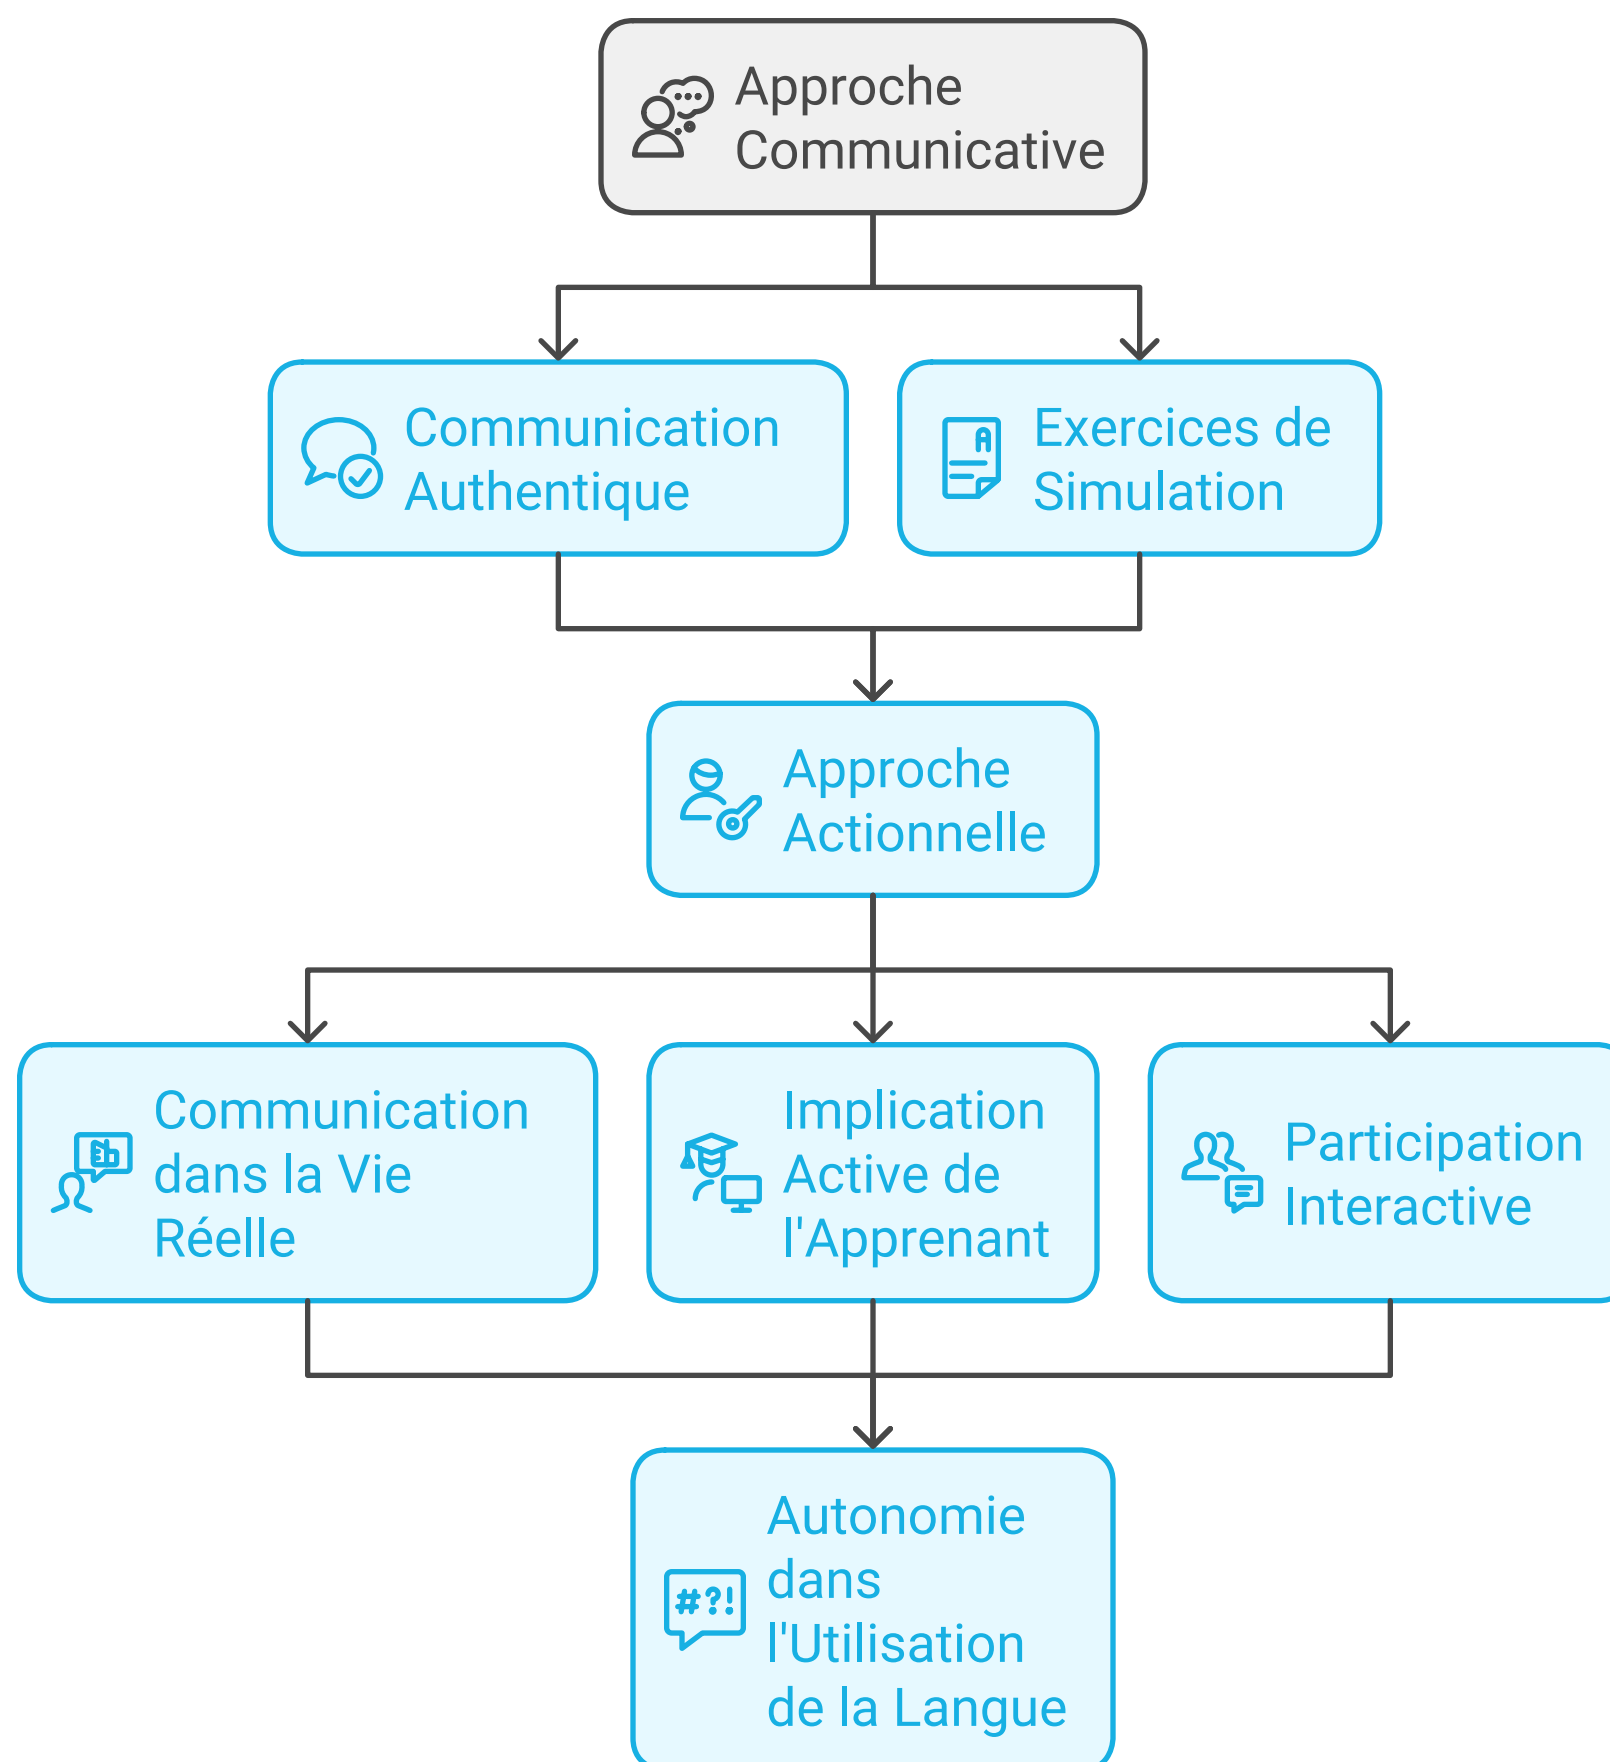 Approche
Communicative
Communication
Authentique
Exercices de
Simulation
Approche
Actionnelle
Communication
dans la Vie
Réelle
Implication
Active de
l'Apprenant
Participation
Interactive
#?!
Autonomie
dans
l'Utilisation
de la Langue